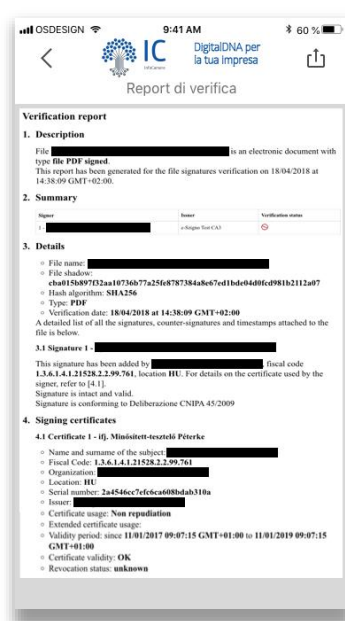 OSDESIGN 9:41 AM 60 %
IC
InfoCamere
DigitalDNA per
la tua impresa
Report di verifica
Verification report
1. Description
File is an electronic document with
type file PDF signed.
This report has been generated for the file signatures verification on 18/04/2018 at
14:38:09 GMT+02:00.
2. Summary
Signer Issuer Verification status
1 - e-Szigno Test CA3
3. Details
File name:
File shadow:
cba015b897f32aa10736b77a25fe8787384a8e67ed1bde04d0fcd981b2112a07
Hash algorithm: SHA256
Type: PDF
Verification date: 18/04/2018 at 14:38:09 GMT+02:00
A detailed list of all the signatures, counter-signatures and timestamps attached to the
file is below.
3.1 Signature 1 -
This signature has been added by , fiscal code
1.3.6.1.4.1.21528.2.2.99.761, location HU. For details on the certificate used by the
signer, refer to [4.1].
Signature is intact and valid.
Signature is conforming to Deliberazione CNIPA 45/2009
4. Signing certificates
4.1 Certificate 1 - ifj. Minősített-tesztelő Péterke
Name and surname of the subject:
Fiscal Code: 1.3.6.1.4.1.21528.2.2.99.761
Organization:
Location: HU
Serial number: 2a4546cc7efc6ca608bdab310a
Issuer:
Certificate usage: Non repudiation
Extended certificate usage:
Validity period: since 11/01/2017 09:07:15 GMT+01:00 to 11/01/2019 09:07:15
GMT+01:00
Certificate validity: OK
Revocation status: unknown